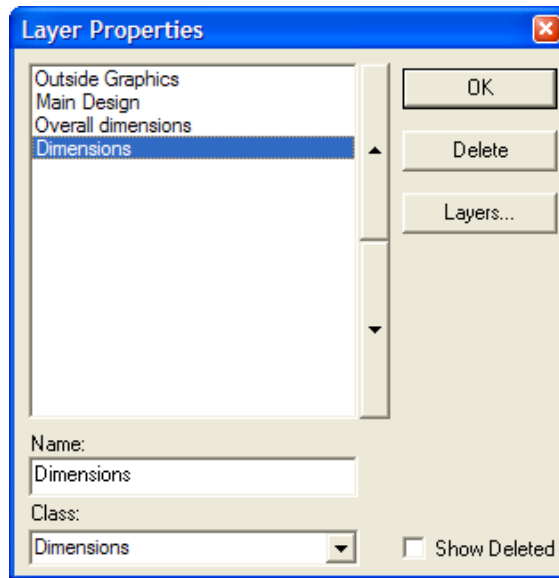 Layer Properties
Outside Graphics
Main Design
Overall dimensions
Dimensions
OK
Delete
Layers...
Name:
Dimensions
Class:
Dimensions
Show Deleted